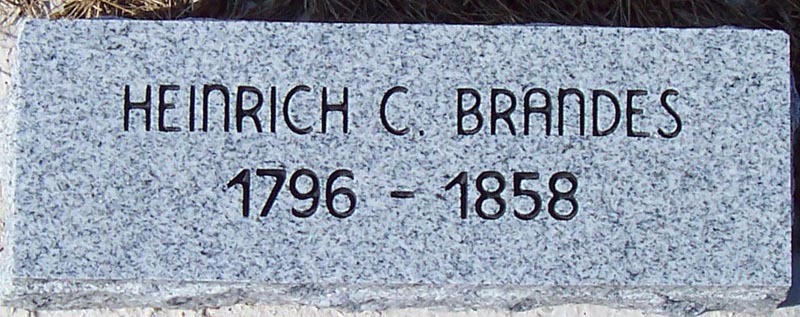 HEINRICH C. BRANDES
1796 - 1858